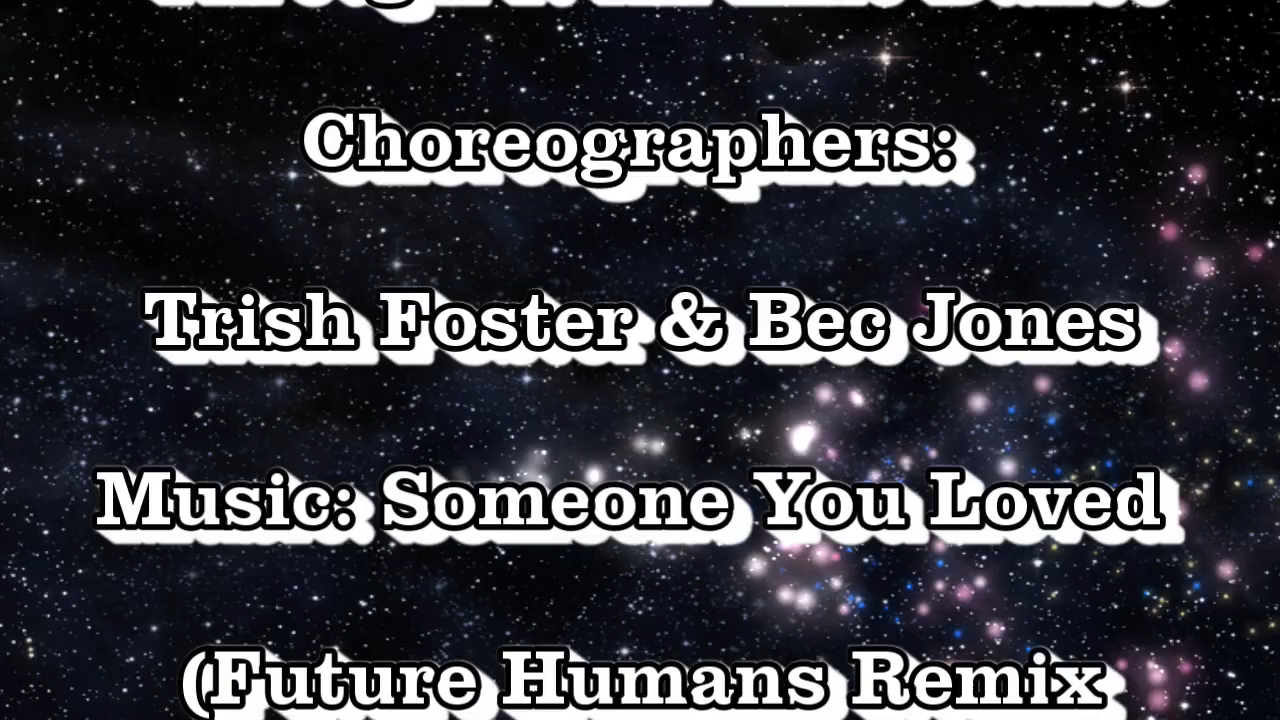 Choreographers:
Trish Foster & Bec Jones
Music: Someone You Loved
(Future Humans Remix